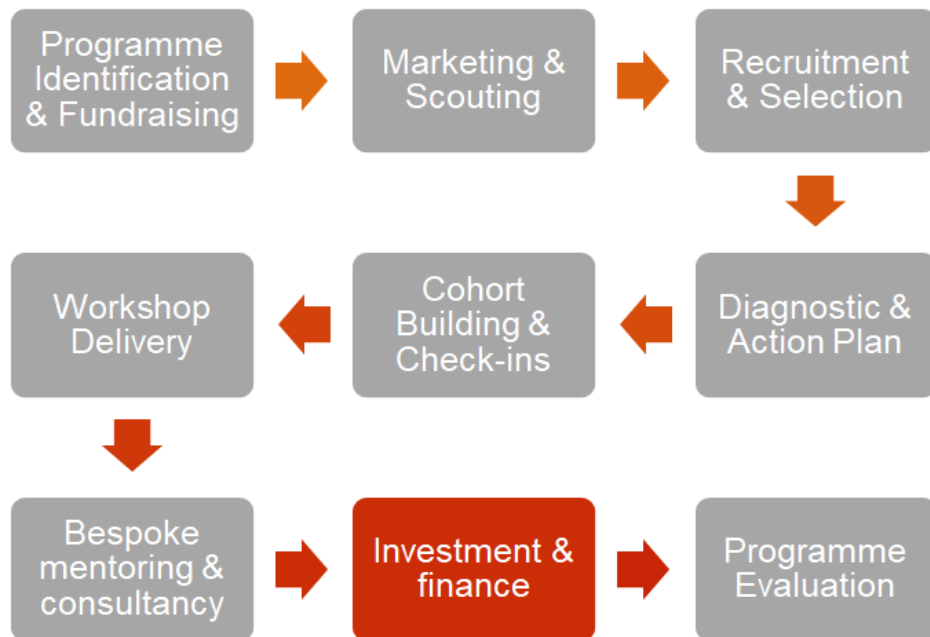 Programme
Identification
& Fundraising
Marketing &
Scouting
Recruitment
& Selection
Diagnostic &
Action Plan
Cohort
Building &
Check-ins
Workshop
Delivery
Bespoke
mentoring &
consultancy
Investment &
finance
Programme
Evaluation